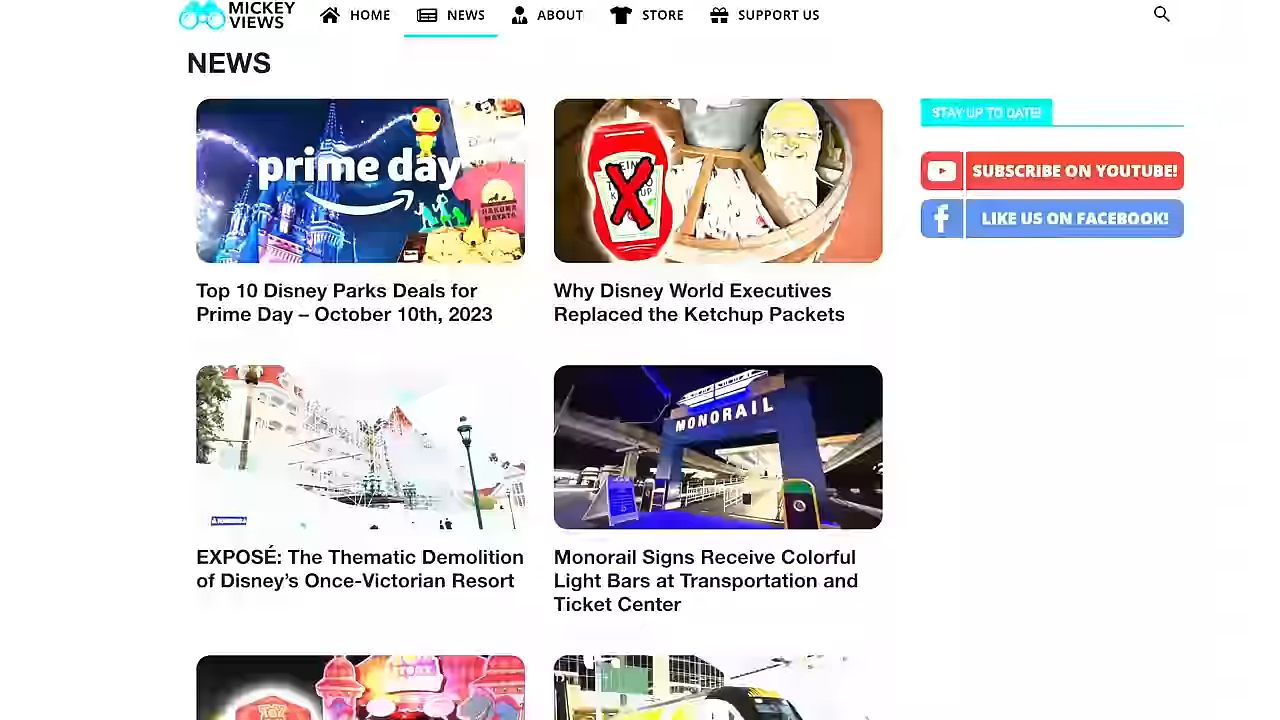 MICKEY
VIEWS
HOME
NEWS
ABOUT
STORE
SUPPORT US
NEWS
prime day
HAKUNA
MATATA
STAY UP TO DATE!
SUBSCRIBE ON YOUTUBE!
LIKE US ON FACEBOOK!
Top 10 Disney Parks Deals for
Prime Day – October 10th, 2023
Why Disney World Executives
Replaced the Ketchup Packets
MONORAIL
EXPOSÉ: The Thematic Demolition
of Disney’s Once-Victorian Resort
Monorail Signs Receive Colorful
Light Bars at Transportation and
Ticket Center